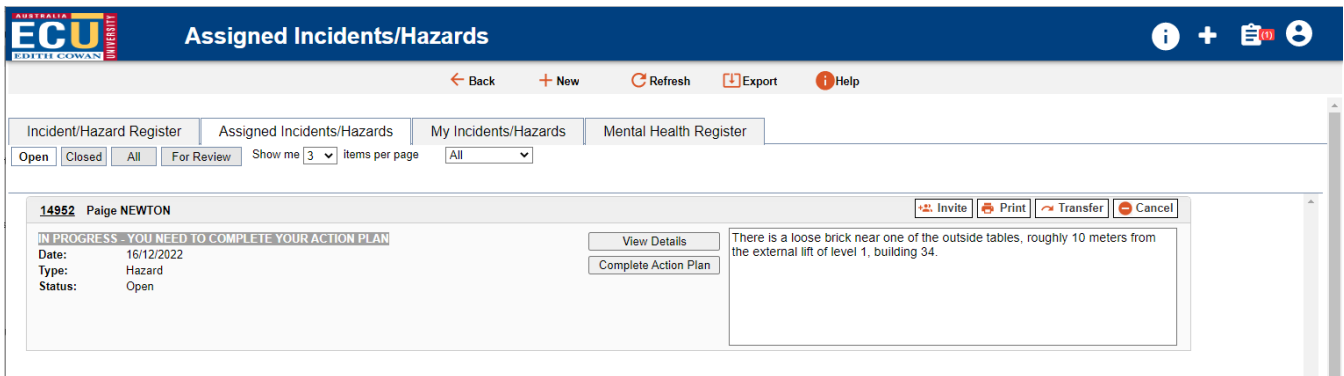 AUSTRALIA
ECU
UNIVERSITY
EDITH COWAN
Assigned Incidents/Hazards
(1)
Back New Refresh Export Help
Incident/Hazard Register Assigned Incidents/Hazards My Incidents/Hazards Mental Health Register
Open Closed All For Review Show me 3 items per page All
14952 Paige NEWTON Invite Print Transfer Cancel
IN PROGRESS - YOU NEED TO COMPLETE YOUR ACTION PLAN
Date: 16/12/2022
Type: Hazard
Status: Open
View Details
Complete Action Plan
There is a loose brick near one of the outside tables, roughly 10 meters from
the external lift of level 1, building 34.